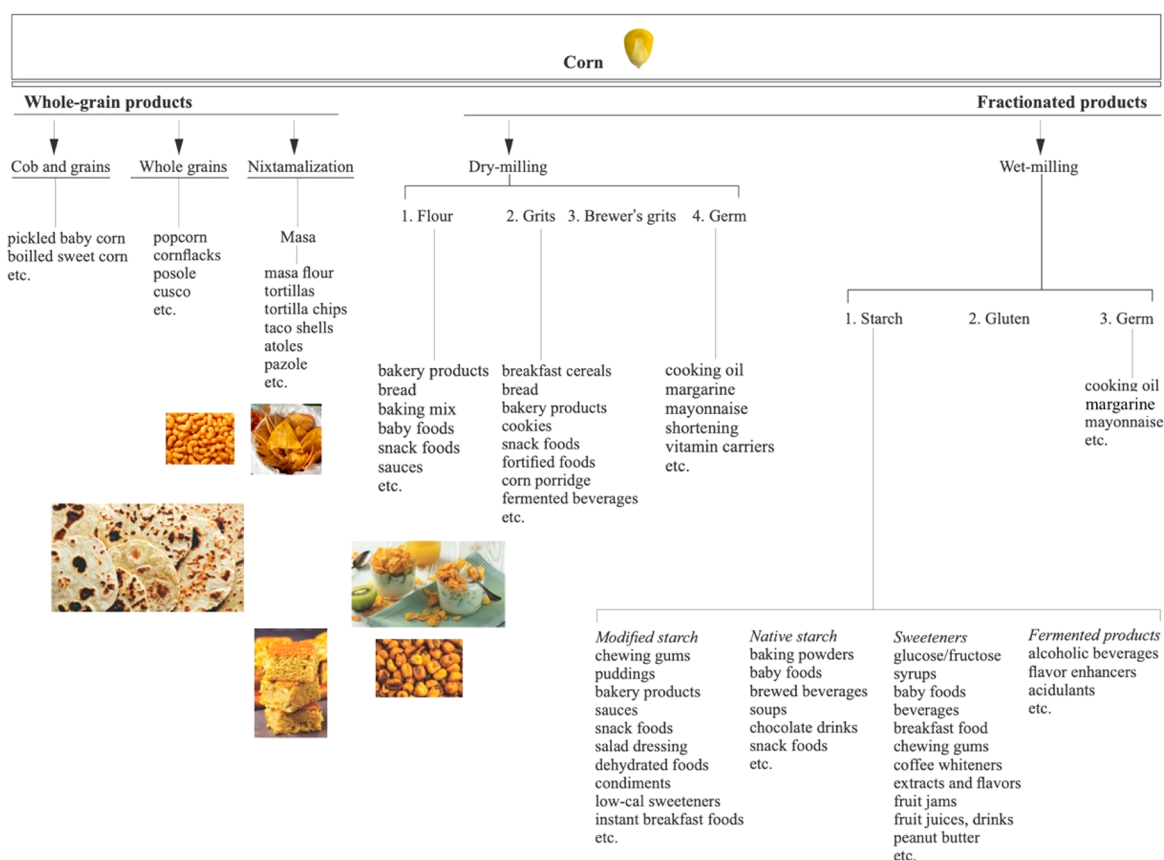 Corn
Whole-grain products
Fractionated products
Cob and grains
Whole grains
Nixtamalization
Dry-milling
Wet-milling
pickled baby corn
boilled sweet corn
etc.
popcorn
cornflacks
posole
cusco
etc.
Masa
masa flour
tortillas
tortilla chips
taco shells
atoles
pazole
etc.
1. Flour
2. Grits
3. Brewer's grits
4. Germ
bakery products
bread
baking mix
baby foods
snack foods
sauces
etc.
breakfast cereals
bread
bakery products
cookies
snack foods
fortified foods
corn porridge
fermented beverages
etc.
cooking oil
margarine
mayonnaise
shortening
vitamin carriers
etc.
1. Starch
2. Gluten
3. Germ
cooking oil
margarine
mayonnaise
etc.
Modified starch
chewing gums
puddings
bakery products
sauces
snack foods
salad dressing
dehydrated foods
condiments
low-cal sweeteners
instant breakfast foods
etc.
Native starch
baking powders
baby foods
brewed beverages
soups
chocolate drinks
snack foods
etc.
Sweeteners
glucose/fructose
syrups
baby foods
beverages
breakfast food
chewing gums
coffee whiteners
extracts and flavors
fruit jams
fruit juices, drinks
peanut butter
etc.
Fermented products
alcoholic beverages
flavor enhancers
acidulants
etc.